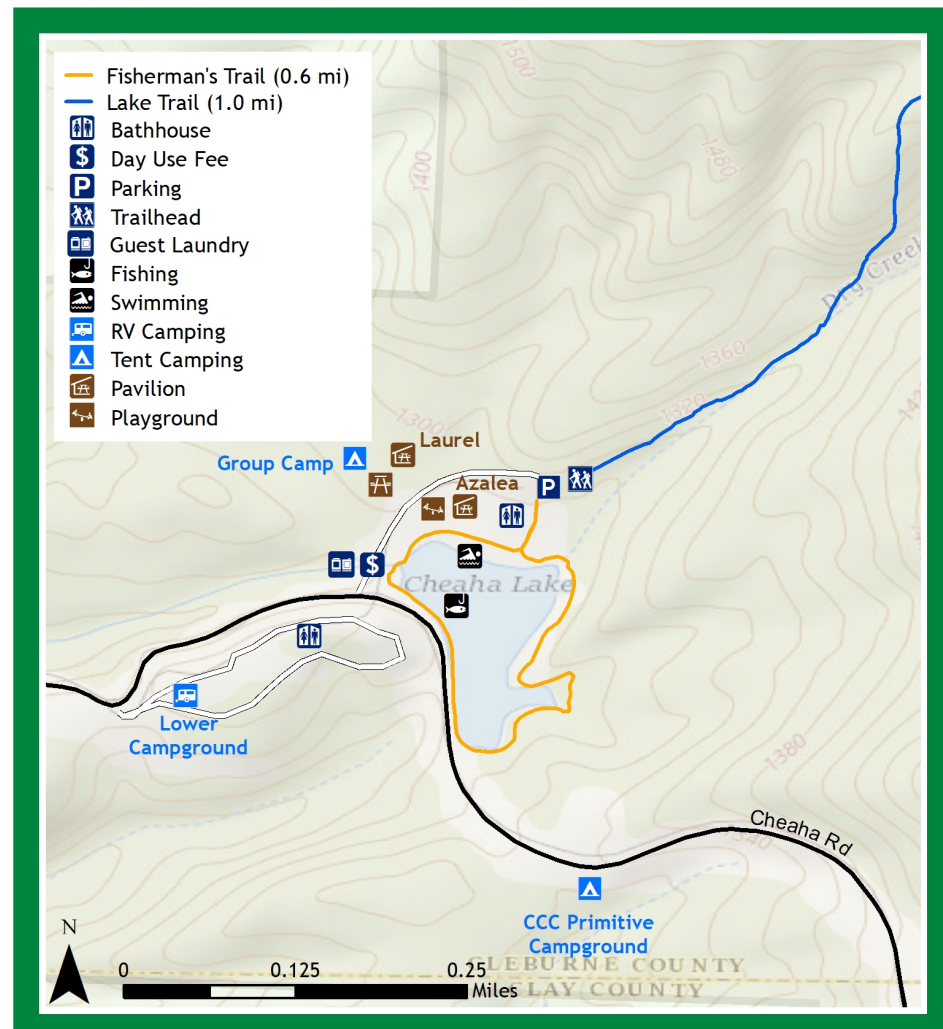 Fisherman's Trail (0.6 mi)
Lake Trail (1.0 mi)
Bathhouse
$ Day Use Fee
P Parking
Trailhead
Guest Laundry
Fishing
Swimming
RV Camping
Tent Camping
Pavilion
Playground
1500
1400
1480
Dry Creek
1360
1320
1300
Laurel
Group Camp
Azalea
P
$
Cheaha Lake
Lower
Campground
1380
Cheaha Rd
1340
CCC Primitive
Campground
N
0 0.125 0.25
Miles
CLEBURNE COUNTY
CLAY COUNTY